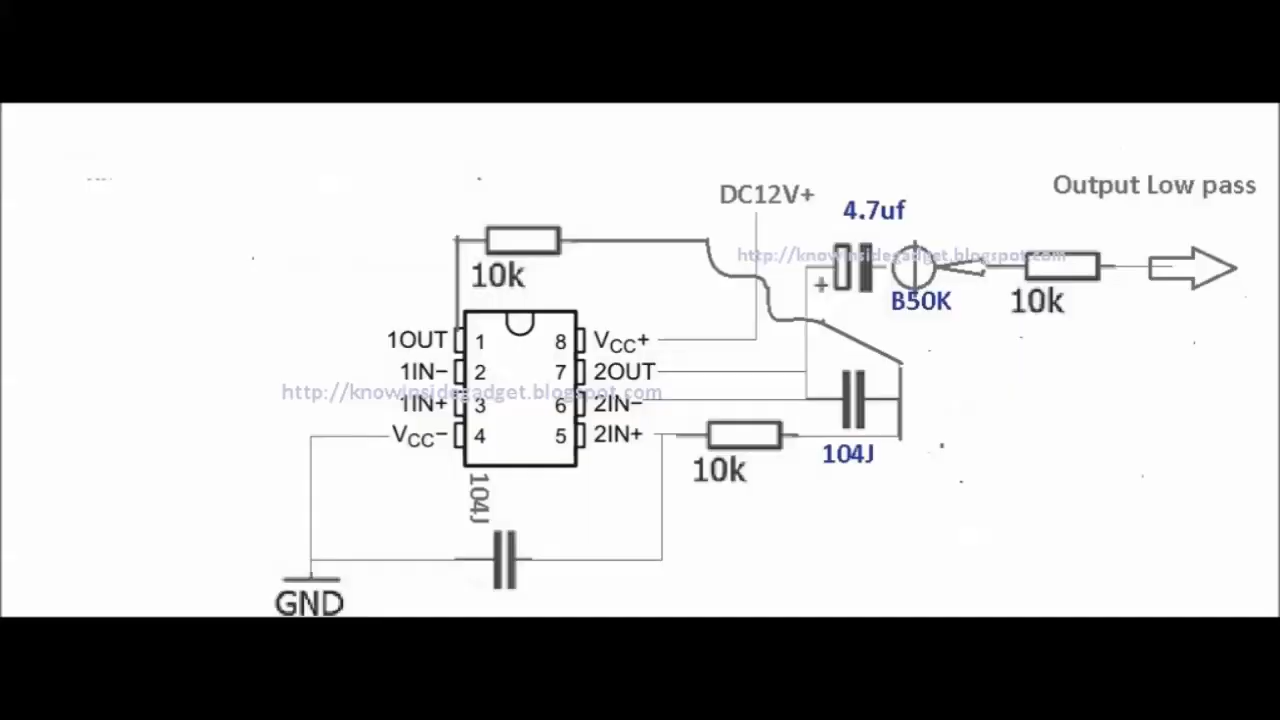 Output Low pass
DC12V+
4.7uf
http://knowinsidegadget.blogspot.com
10k
+
B50K
10k
1OUT 1 8 VCC+
1IN− 2 7 2OUT
http://knowinsidegadget.blogspot.com
1IN+ 3 6 2IN−
VCC− 4 5 2IN+
10k
104J
104J
GND